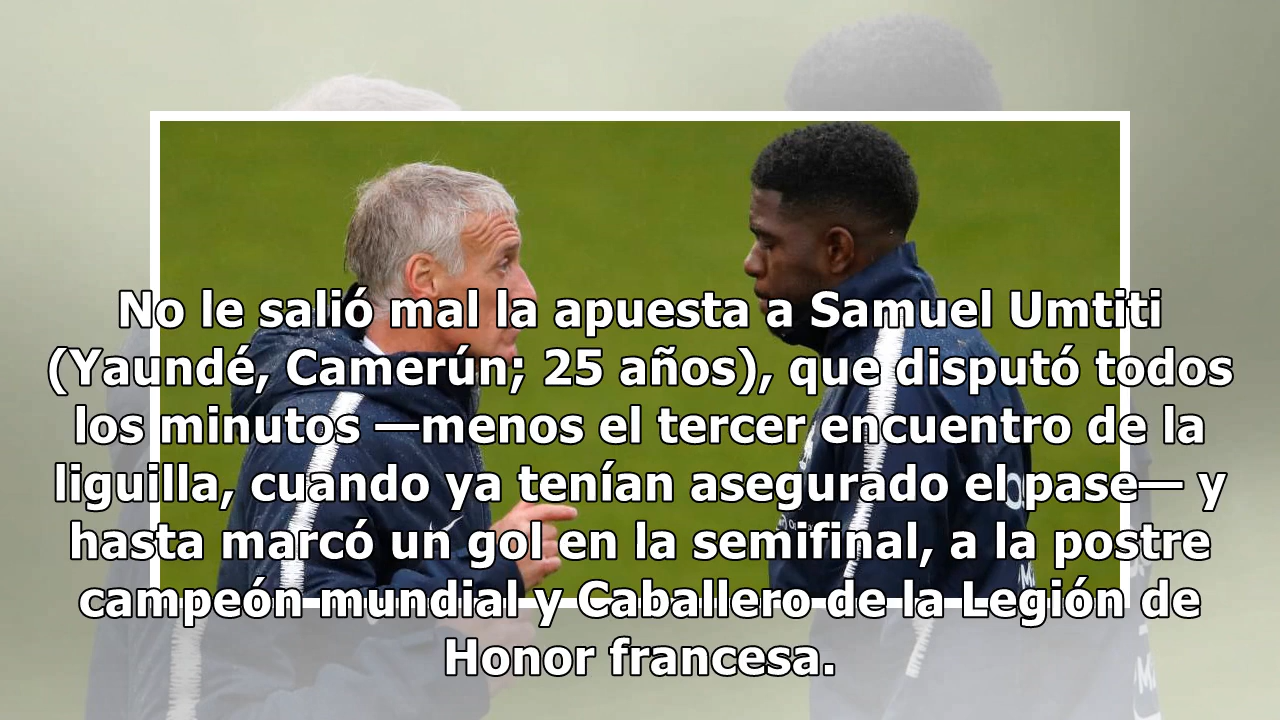 No le salió mal la apuesta a Samuel Umtiti
(Yaundé, Camerún; 25 años), que disputó todos
los minutos —menos el tercer encuentro de la
liguilla, cuando ya tenían asegurado el pase— y
hasta marcó un gol en la semifinal, a la postre
campeón mundial y Caballero de la Legión de
Honor francesa.